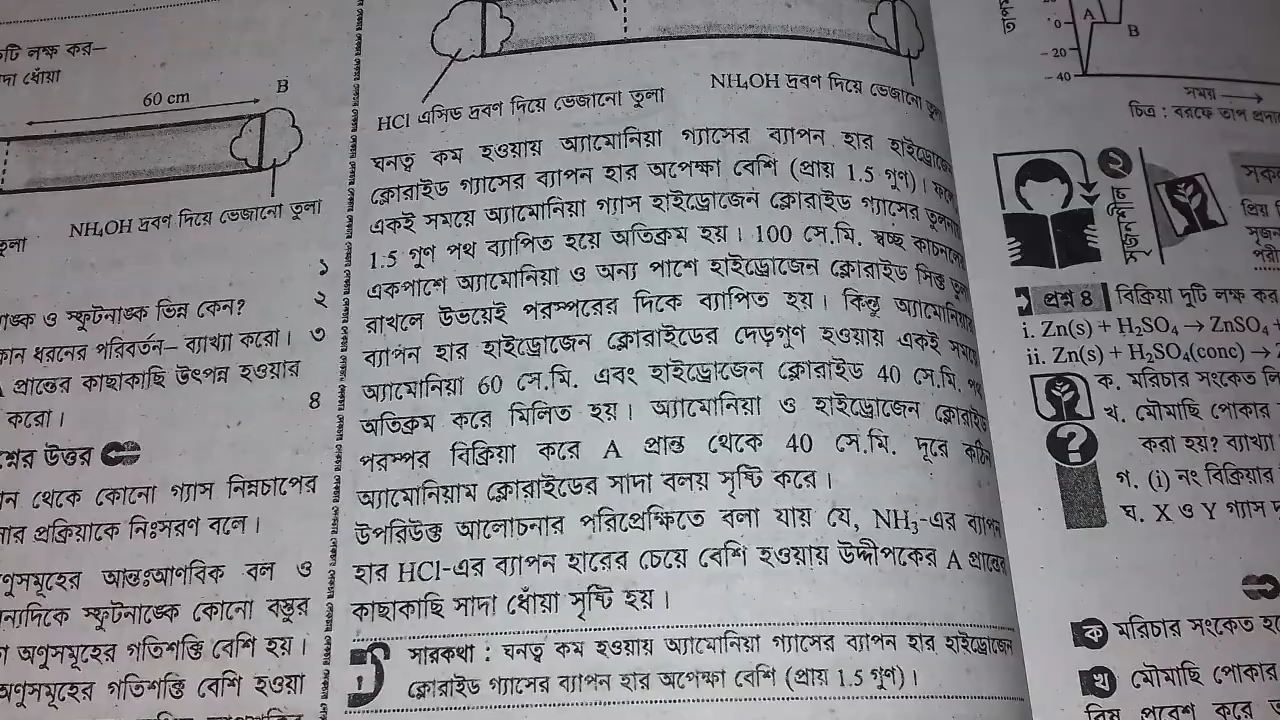 লক্ষ কর—
ধোঁয়া
60 cm
B
NH₄OH দ্রবণ দিয়ে ভেজানো তুলা
১
ও স্ফুটনাঙ্ক ভিন্ন কেন?
২
ধরনের পরিবর্তন— ব্যাখ্যা করো।
৩
প্রান্তের কাছাকাছি উৎপন্ন হওয়ার
করো।
৪
উত্তর
থেকে কোনো গ্যাস নিম্নচাপের
প্রক্রিয়াকে নিঃসরণ বলে।
আন্তঃআণবিক বল ও
স্ফুটনাঙ্কে কোনো বস্তুর
অণুসমূহের গতিশক্তি বেশি হয়।
অণুসমূহের গতিশক্তি বেশি হওয়া
HCl এসিড দ্রবণ দিয়ে ভেজানো তুলা
NH₄OH দ্রবণ দিয়ে ভেজানো তুলা
ঘনত্ব কম হওয়ায় অ্যামোনিয়া গ্যাসের ব্যাপন হার হাইড্রোজেন
ক্লোরাইড গ্যাসের ব্যাপন হার অপেক্ষা বেশি (প্রায় 1.5 গুণ)। ফলে
একই সময়ে অ্যামোনিয়া গ্যাস হাইড্রোজেন ক্লোরাইড গ্যাসের তুলনায়
1.5 গুণ পথ ব্যাপিত হয়ে অতিক্রম হয়। 100 সে.মি. স্বচ্ছ কাচনলের
একপাশে অ্যামোনিয়া ও অন্য পাশে হাইড্রোজেন ক্লোরাইড সিক্ত তুলা
রাখলে উভয়েই পরস্পরের দিকে ব্যাপিত হয়। কিন্তু অ্যামোনিয়ার
ব্যাপন হার হাইড্রোজেন ক্লোরাইডের দেড়গুণ হওয়ায় একই সময়ে
অ্যামোনিয়া 60 সে.মি. এবং হাইড্রোজেন ক্লোরাইড 40 সে.মি. পথ
অতিক্রম করে মিলিত হয়। অ্যামোনিয়া ও হাইড্রোজেন ক্লোরাইড
পরস্পর বিক্রিয়া করে A প্রান্ত থেকে 40 সে.মি. দূরে কঠিন
অ্যামোনিয়াম ক্লোরাইডের সাদা বলয় সৃষ্টি করে।
উপরিউক্ত আলোচনার পরিপ্রেক্ষিতে বলা যায় যে, NH₃-এর ব্যাপন
হার HCl-এর ব্যাপন হারের চেয়ে বেশি হওয়ায় উদ্দীপকের A প্রান্তের
কাছাকাছি সাদা ধোঁয়া সৃষ্টি হয়।
সারকথা : ঘনত্ব কম হওয়ায় অ্যামোনিয়া গ্যাসের ব্যাপন হার হাইড্রোজেন
ক্লোরাইড গ্যাসের ব্যাপন হার অপেক্ষা বেশি (প্রায় 1.5 গুণ)।
0
A
B
– 20
– 40
সময়
চিত্র : বরফে তাপ
২
সৃজনশীল
প্রশ্ন ৪ বিক্রিয়া দুটি লক্ষ কর
i. Zn(s) + H₂SO₄ → ZnSO₄
ii. Zn(s) + H₂SO₄(conc) →
ক. মরিচার সংকেত
খ. মৌমাছি পোকার
করা হয়? ব্যাখ্যা
গ. (i) নং বিক্রিয়ার
ঘ. X ও Y গ্যাস
ক মরিচার সংকেত
খ মৌমাছি পোকার
বিষ প্রবেশ করে